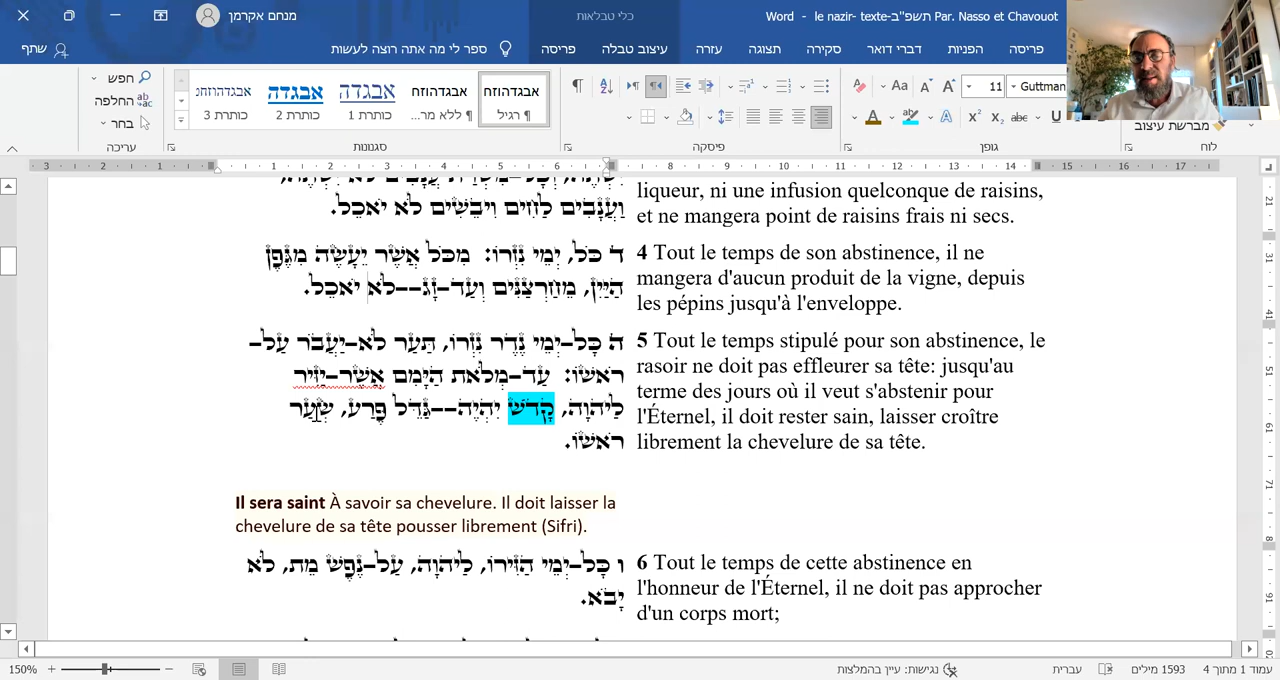 le nazir- texte-תשפ"ב Par. Nasso et Chavouot - Word
כלי טבלאות
מנחם אקרמן
פריסה הפניות דברי דואר סקירה תצוגה עזרה עיצוב טבלה פריסה ספר לי מה אתה רוצה לעשות שתף
Guttman 11
מברשת עיצוב
אבגדהוזח אבגדהוזח אבגדה אבגדה אבגדהוזחט
¶ רגיל ¶ ללא מר... כותרת 1 כותרת 2 כותרת 3
חפש
החלפה
בחר
לוח גופן פיסקה סגנונות עריכה
וַעֲנָבִים לַחִים וִיבֵשִׁים לֹא יֹאכֵל.
ד כֹּל, יְמֵי נִזְרוֹ: מִכֹּל אֲשֶׁר יֵעָשֶׂה מִגֶּפֶן
הַיַּיִן, מֵחַרְצַנִּים וְעַד-זָג--לֹא יֹאכֵל.
ה כָּל-יְמֵי נֶדֶר נִזְרוֹ, תַּעַר לֹא-יַעֲבֹר עַל-
רֹאשׁוֹ: עַד-מְלֹאת הַיָּמִם אֲשֶׁר-יַזִּיר
לַיהוָה, קָדֹשׁ יִהְיֶה--גַּדֵּל פֶּרַע, שְׂעַר
רֹאשׁוֹ.
Il sera saint À savoir sa chevelure. Il doit laisser la
chevelure de sa tête pousser librement (Sifri).
ו כָּל-יְמֵי הַזִּירוֹ, לַיהוָה, עַל-נֶפֶשׁ מֵת, לֹא
יָבֹא.
liqueur, ni une infusion quelconque de raisins,
et ne mangera point de raisins frais ni secs.
4 Tout le temps de son abstinence, il ne
mangera d'aucun produit de la vigne, depuis
les pépins jusqu'à l'enveloppe.
5 Tout le temps stipulé pour son abstinence, le
rasoir ne doit pas effleurer sa tête: jusqu'au
terme des jours où il veut s'abstenir pour
l'Éternel, il doit rester sain, laisser croître
librement la chevelure de sa tête.
6 Tout le temps de cette abstinence en
l'honneur de l'Éternel, il ne doit pas approcher
d'un corps mort;
עמוד 1 מתוך 4 1593 מילים עברית נגישות: עיין בהמלצות 150%